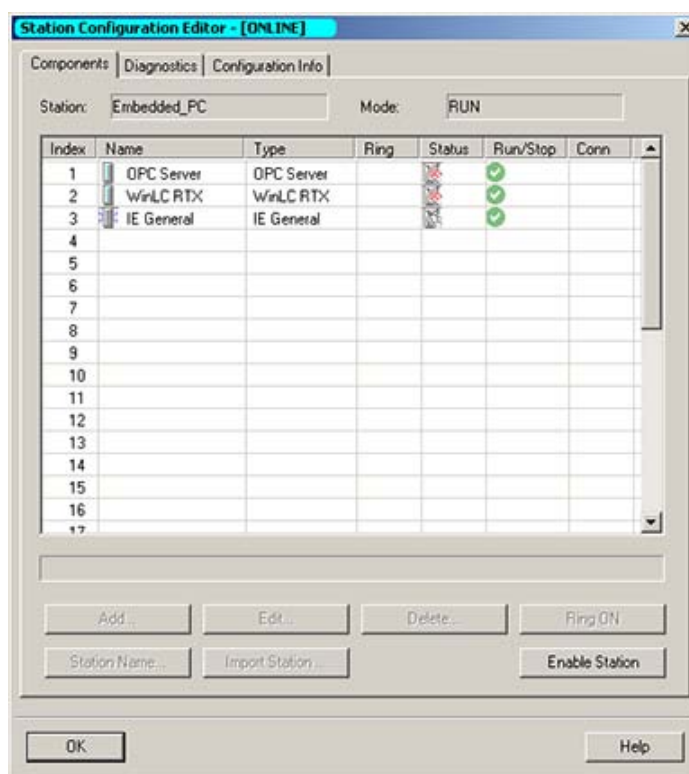 Station Configuration Editor - [ONLINE]
Components Diagnostics Configuration Info
Station: Embedded_PC Mode: RUN
Index Name Type Ring Status Run/Stop Conn
1 OPC Server OPC Server
2 WinLC RTX WinLC RTX
3 IE General IE General
4
5
6
7
8
9
10
11
12
13
14
15
16
17
Add... Edit... Delete... Ring ON
Station Name... Import Station ... Enable Station
OK Help